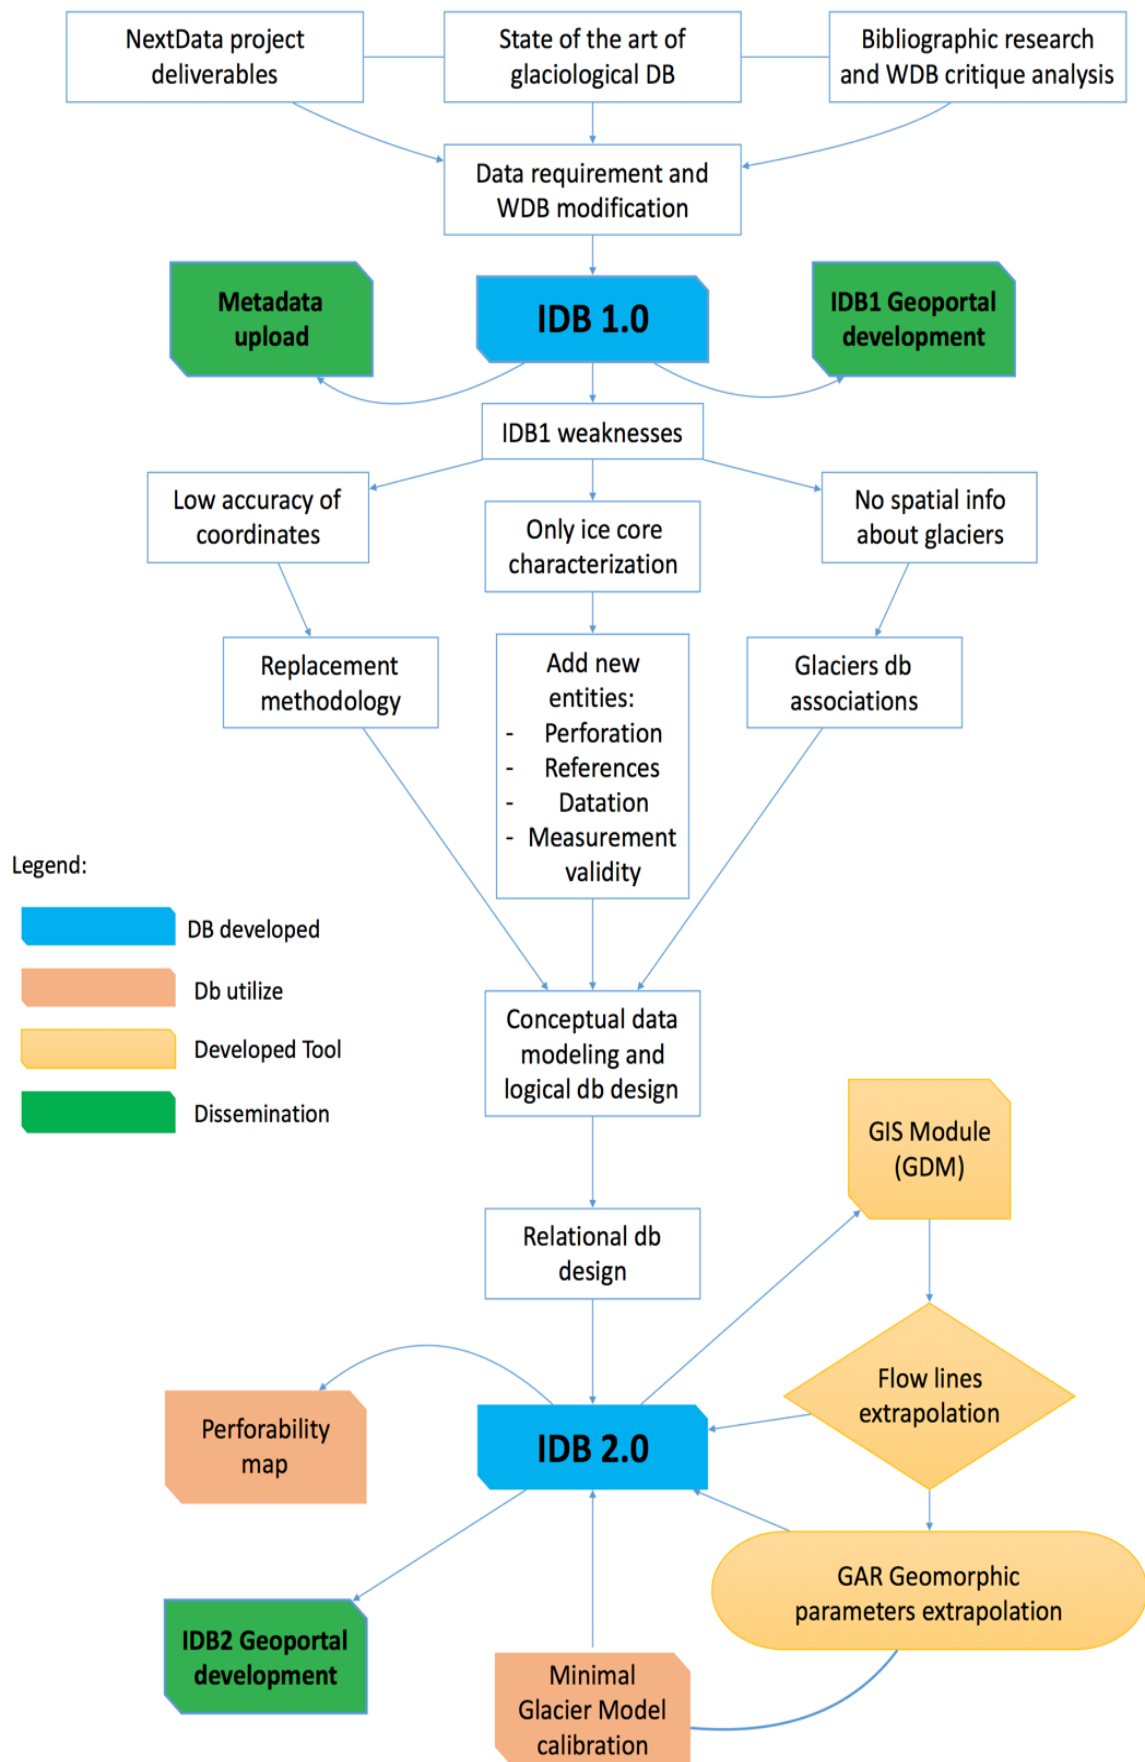 NextData project
deliverables
State of the art of
glaciological DB
Bibliographic research
and WDB critique analysis
Data requirement and
WDB modification
Metadata
upload
IDB 1.0
IDB1 Geoportal
development
IDB1 weaknesses
Low accuracy of
coordinates
Only ice core
characterization
No spatial info
about glaciers
Replacement
methodology
Add new
entities:
- Perforation
- References
- Datation
- Measurement
validity
Glaciers db
associations
Legend:
DB developed
Db utilize
Developed Tool
Dissemination
Conceptual data
modeling and
logical db design
GIS Module
(GDM)
Relational db
design
Flow lines
extrapolation
Perforability
map
IDB 2.0
GAR Geomorphic
parameters extrapolation
IDB2 Geoportal
development
Minimal
Glacier Model
calibration